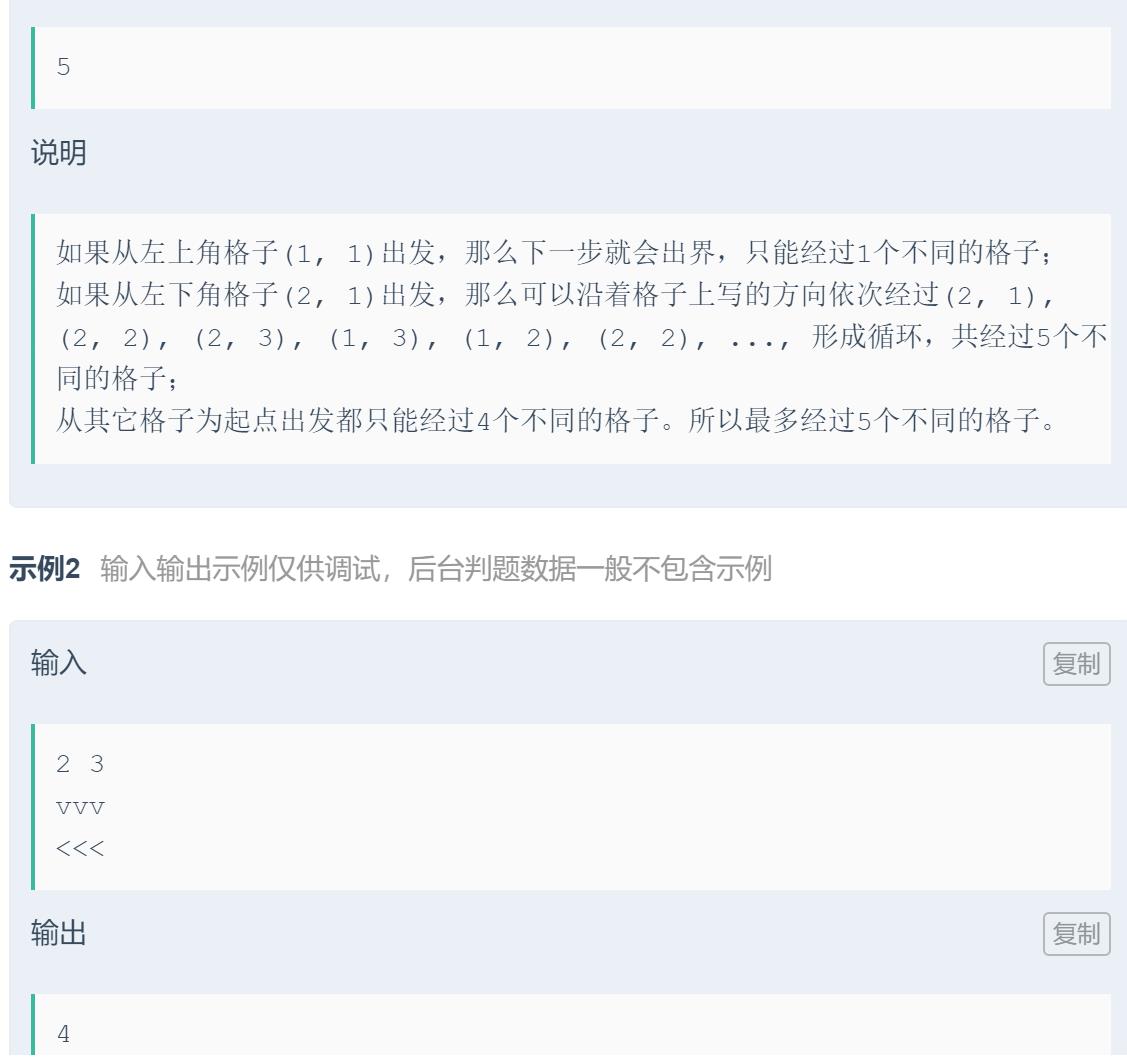 5
说明
如果从左上角格子(1, 1)出发，那么下一步就会出界，只能经过1个不同的格子；
如果从左下角格子(2, 1)出发，那么可以沿着格子上写的方向依次经过(2, 1),
(2, 2), (2, 3), (1, 3), (1, 2), (2, 2), ..., 形成循环，共经过5个不
同的格子；
从其它格子为起点出发都只能经过4个不同的格子。所以最多经过5个不同的格子。
示例2 输入输出示例仅供调试，后台判题数据一般不包含示例
输入 复制
2 3
vvv
<<<
输出 复制
4